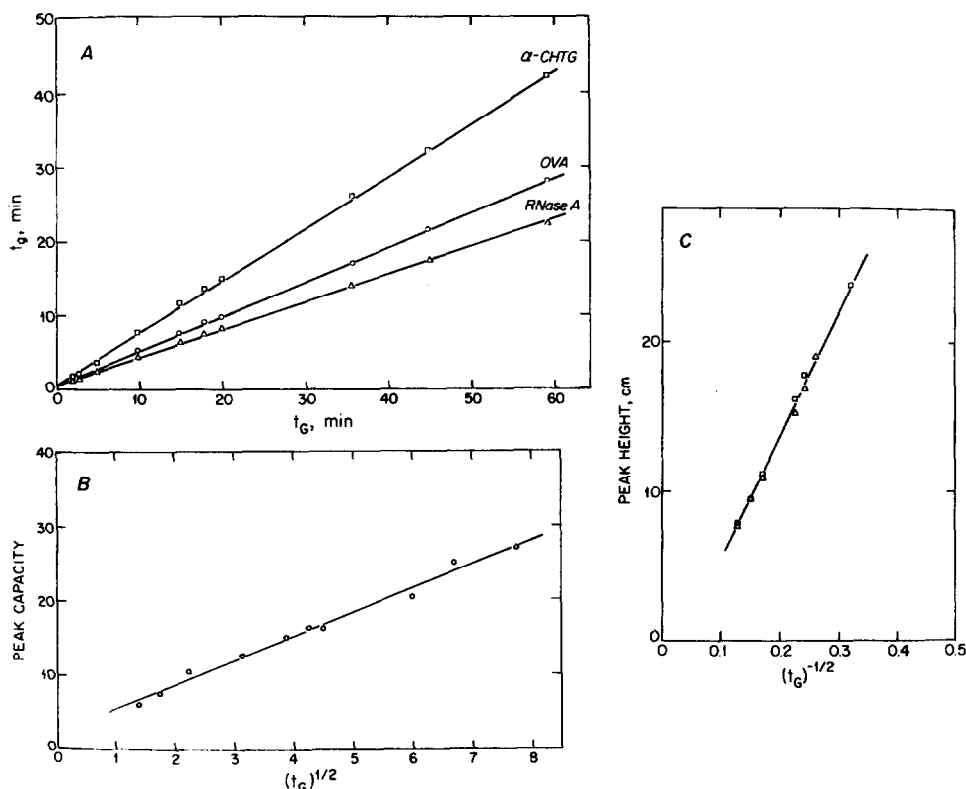 A
50
40
30
20
10
0
t_g, min
α-CHTG
OVA
RNase A
0 10 20 30 40 50 60
t_G, min
B
40
30
20
10
0
PEAK CAPACITY
0 1 2 3 4 5 6 7 8
(t_G)^1/2
C
20
10
0
PEAK HEIGHT, cm
0 0.1 0.2 0.3 0.4 0.5
(t_G)^-1/2